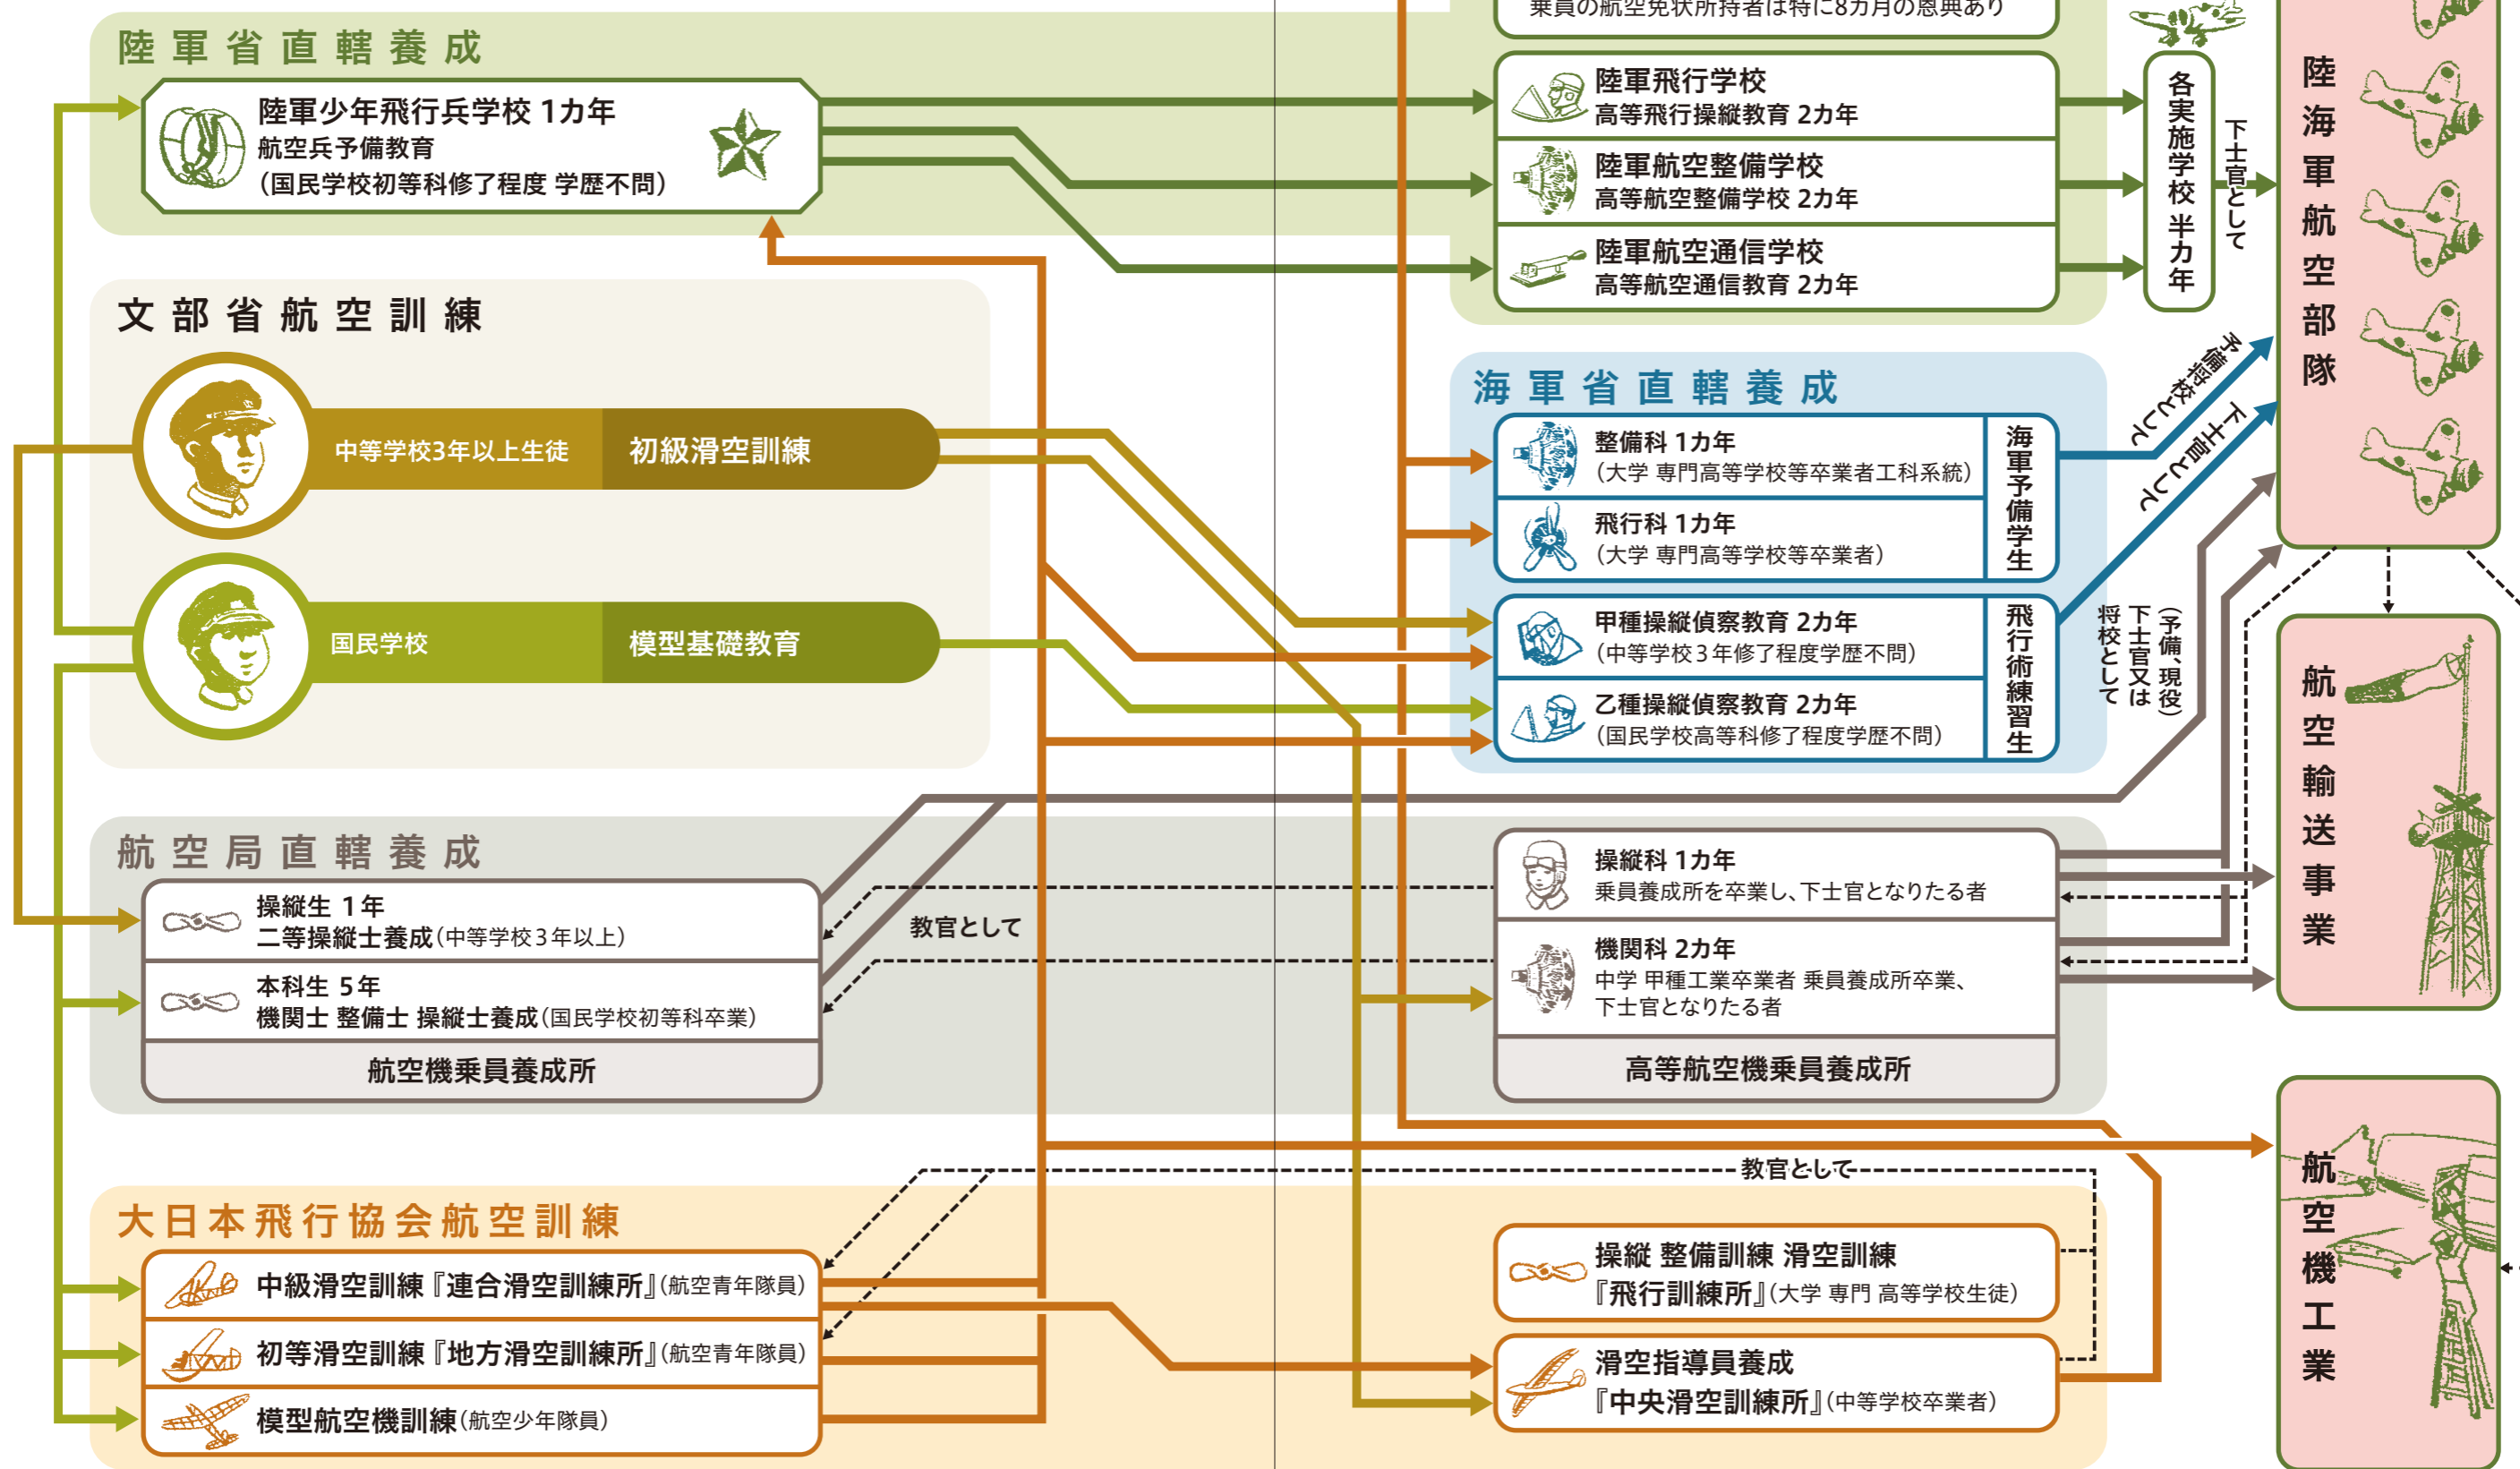 乗員の航空免状所持者は特に8カ月の恩典あり
陸軍省直轄養成
陸軍少年飛行兵学校 1カ年
航空兵予備教育
（国民学校初等科修了程度 学歴不問）
陸軍飛行学校
高等飛行操縦教育 2カ年
陸軍航空整備学校
高等航空整備学校 2カ年
陸軍航空通信学校
高等航空通信教育 2カ年
各実施学校 半カ年
下士官として
陸海軍航空部隊
文部省航空訓練
中等学校3年以上生徒
初級滑空訓練
国民学校
模型基礎教育
海軍省直轄養成
整備科 1カ年
（大学 専門高等学校等卒業者工科系統）
飛行科 1カ年
（大学 専門高等学校等卒業者）
海軍予備学生
甲種操縦偵察教育 2カ年
（中等学校3年修了程度学歴不問）
乙種操縦偵察教育 2カ年
（国民学校高等科修了程度学歴不問）
飛行術練習生
予備将校として
下士官として
（予備、現役）
下士官又は
将校として
航空輸送事業
航空局直轄養成
操縦生 1年
二等操縦士養成（中等学校3年以上）
本科生 5年
機関士 整備士 操縦士養成（国民学校初等科卒業）
航空機乗員養成所
教官として
操縦科 1カ年
乗員養成所を卒業し、下士官となりたる者
機関科 2カ年
中学 甲種工業卒業者 乗員養成所卒業、
下士官となりたる者
高等航空機乗員養成所
教官として
航空機工業
大日本飛行協会航空訓練
中級滑空訓練『連合滑空訓練所』（航空青年隊員）
初等滑空訓練『地方滑空訓練所』（航空青年隊員）
模型航空機訓練（航空少年隊員）
操縦 整備訓練 滑空訓練
『飛行訓練所』（大学 専門 高等学校生徒）
滑空指導員養成
『中央滑空訓練所』（中等学校卒業者）